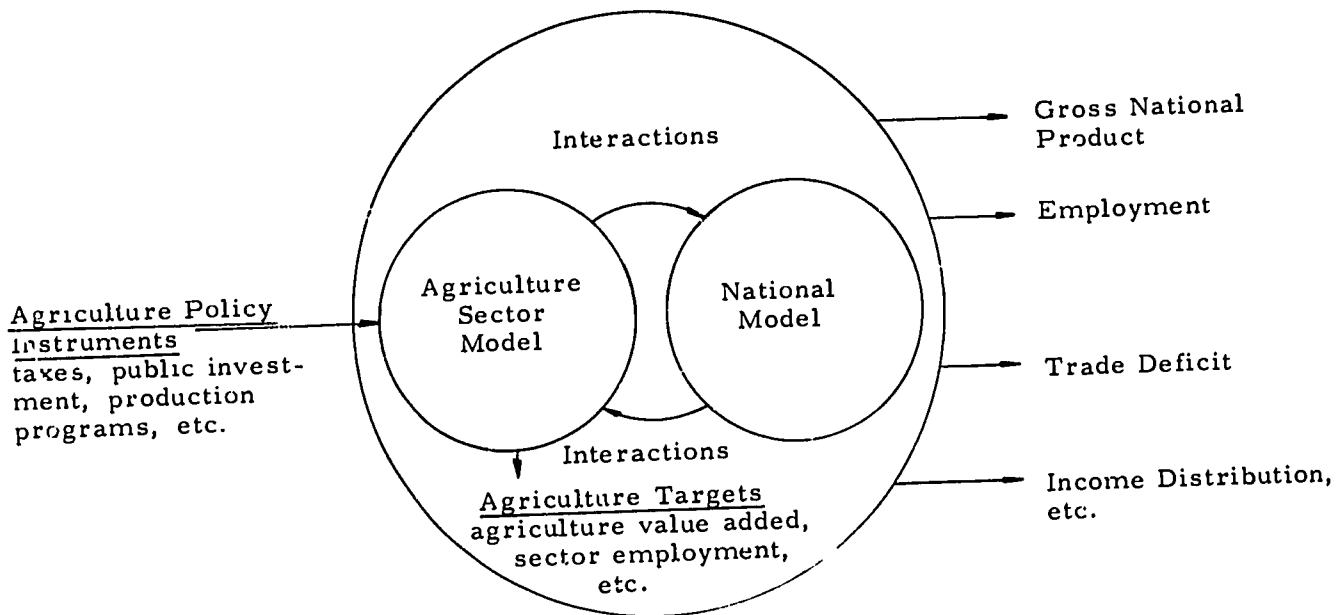 Interactions
Gross National
Product
Employment
Agriculture
Sector
Model
National
Model
Agriculture Policy
Instruments
taxes, public invest-
ment, production
programs, etc.
Trade Deficit
Interactions
Agriculture Targets
agriculture value added,
sector employment,
etc.
Income Distribution,
etc.